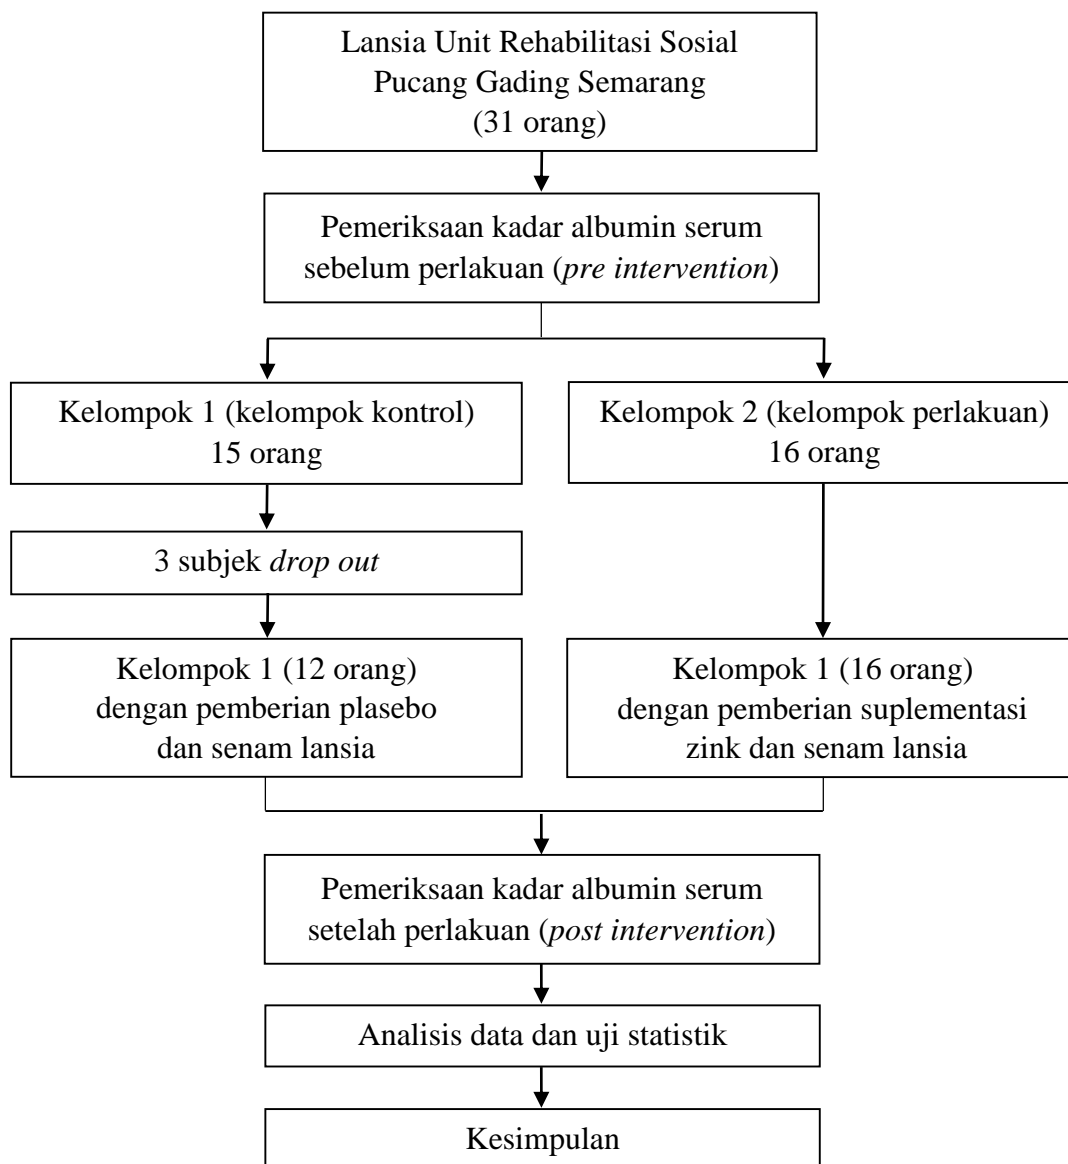 Lansia Unit Rehabilitasi Sosial
Pucang Gading Semarang
(31 orang)
Pemeriksaan kadar albumin serum
sebelum perlakuan (pre intervention)
Kelompok 1 (kelompok kontrol)
15 orang
Kelompok 2 (kelompok perlakuan)
16 orang
3 subjek drop out
Kelompok 1 (12 orang)
dengan pemberian plasebo
dan senam lansia
Kelompok 1 (16 orang)
dengan pemberian suplementasi
zink dan senam lansia
Pemeriksaan kadar albumin serum
setelah perlakuan (post intervention)
Analisis data dan uji statistik
Kesimpulan